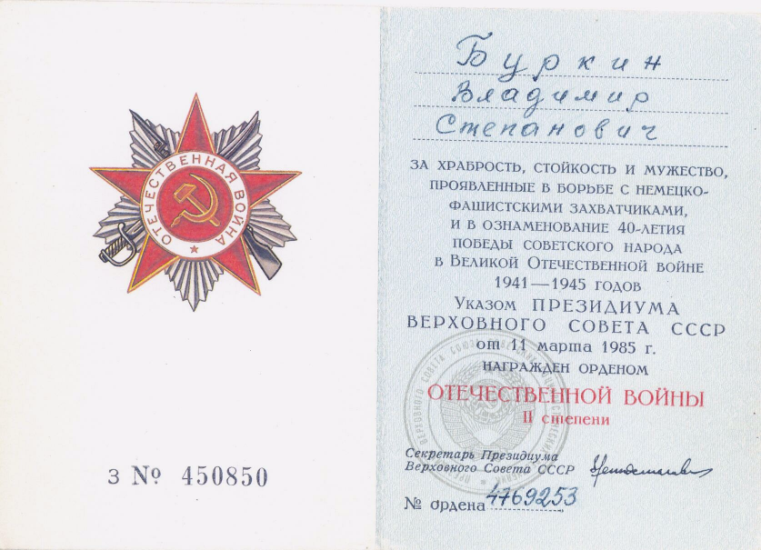 ОТЕЧЕСТВЕННАЯ ВОЙНА
З № 450850
Буркин
Владимир
Степанович
ЗА ХРАБРОСТЬ, СТОЙКОСТЬ И МУЖЕСТВО,
ПРОЯВЛЕННЫЕ В БОРЬБЕ С НЕМЕЦКО-
ФАШИСТСКИМИ ЗАХВАТЧИКАМИ,
И В ОЗНАМЕНОВАНИЕ 40-ЛЕТИЯ
ПОБЕДЫ СОВЕТСКОГО НАРОДА
В ВЕЛИКОЙ ОТЕЧЕСТВЕННОЙ ВОЙНЕ
1941—1945 ГОДОВ
УКАЗОМ ПРЕЗИДИУМА
ВЕРХОВНОГО СОВЕТА СССР
от 11 марта 1985 г.
НАГРАЖДЕН ОРДЕНОМ
ОТЕЧЕСТВЕННОЙ ВОЙНЫ
II степени
Секретарь Президиума
Верховного Совета СССР
№ ордена 4769253